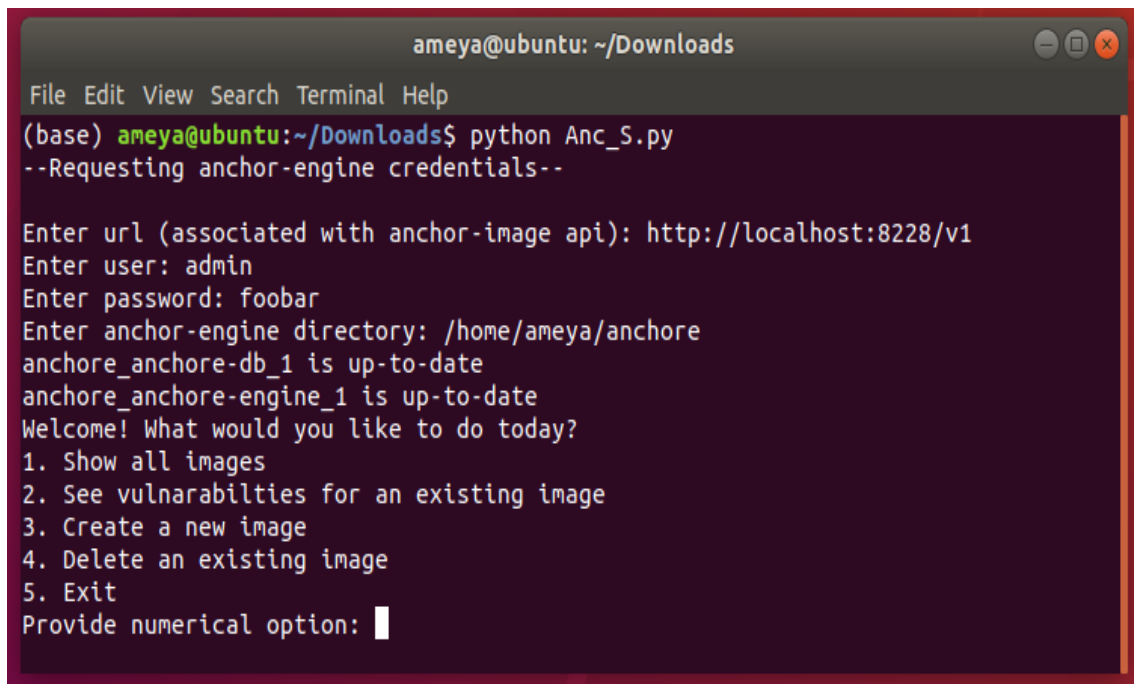 ameya@ubuntu: ~/Downloads
File Edit View Search Terminal Help
(base) ameya@ubuntu:~/Downloads$ python Anc_S.py
--Requesting anchor-engine credentials--
Enter url (associated with anchor-image api): http://localhost:8228/v1
Enter user: admin
Enter password: foobar
Enter anchor-engine directory: /home/ameya/anchore
anchore_anchore-db_1 is up-to-date
anchore_anchore-engine_1 is up-to-date
Welcome! What would you like to do today?
1. Show all images
2. See vulnarabilties for an existing image
3. Create a new image
4. Delete an existing image
5. Exit
Provide numerical option: